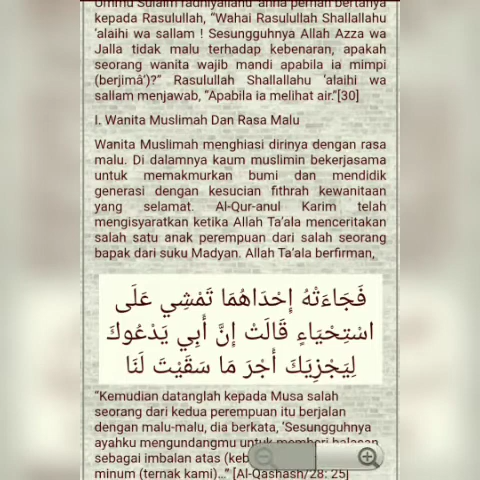 Ummu Sulaim radhiyallahu 'anha pernah bertanya
kepada Rasulullah, "Wahai Rasulullah Shallallahu
'alaihi wa sallam ! Sesungguhnya Allah Azza wa
Jalla tidak malu terhadap kebenaran, apakah
seorang wanita wajib mandi apabila ia mimpi
(berjimâ')?" Rasulullah Shallallahu 'alaihi wa
sallam menjawab, "Apabila ia melihat air."[30]
I. Wanita Muslimah Dan Rasa Malu
Wanita Muslimah menghiasi dirinya dengan rasa
malu. Di dalamnya kaum muslimin bekerjasama
untuk memakmurkan bumi dan mendidik
generasi dengan kesucian fithrah kewanitaan
yang selamat. Al-Qur-anul Karim telah
mengisyaratkan ketika Allah Ta'ala menceritakan
salah satu anak perempuan dari salah seorang
bapak dari suku Madyan. Allah Ta'ala berfirman,
فَجَاءَتْهُ إِحْدَاهُمَا تَمْشِي عَلَى
اسْتِحْيَاءٍ قَالَتْ إِنَّ أَبِي يَدْعُوكَ
لِيَجْزِيَكَ أَجْرَ مَا سَقَيْتَ لَنَا
"Kemudian datanglah kepada Musa salah
seorang dari kedua perempuan itu berjalan
dengan malu-malu, dia berkata, 'Sesungguhnya
ayahku mengundangmu untuk memberi balasan
sebagai imbalan atas (keb
minum (ternak kami)..." [Al-Qashash/28: 25]